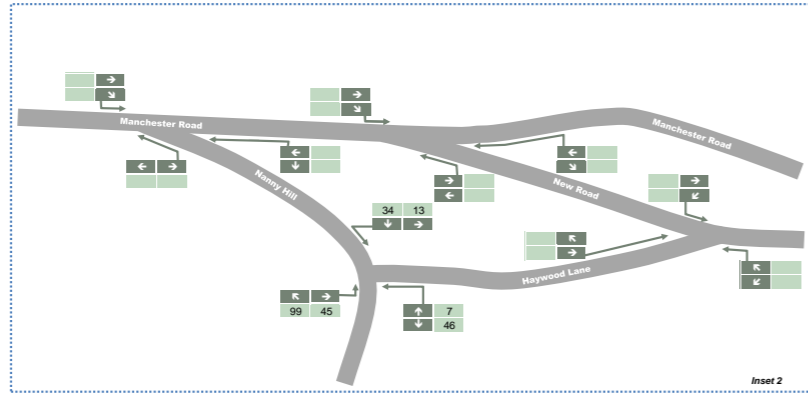 Manchester Road
Manchester Road
Nanny Hill
New Road
34 13
Haywood Lane
99 45
7
46
Inset 2